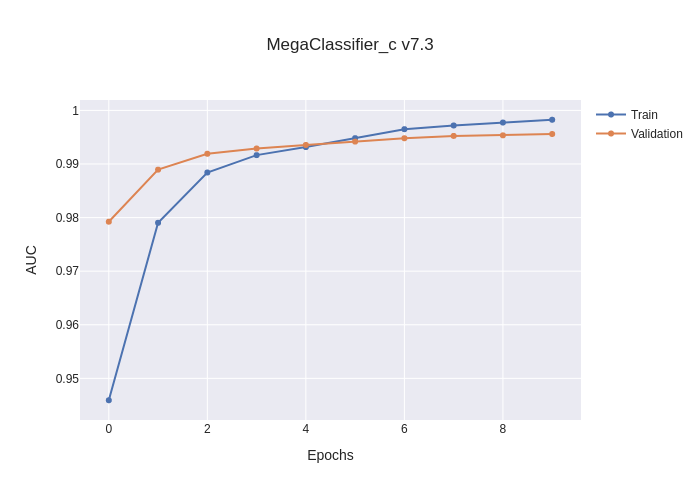 MegaClassifier_c v7.3
1
0.99
0.98
0.97
0.96
0.95
AUC
0
2
4
6
8
Epochs
Train
Validation